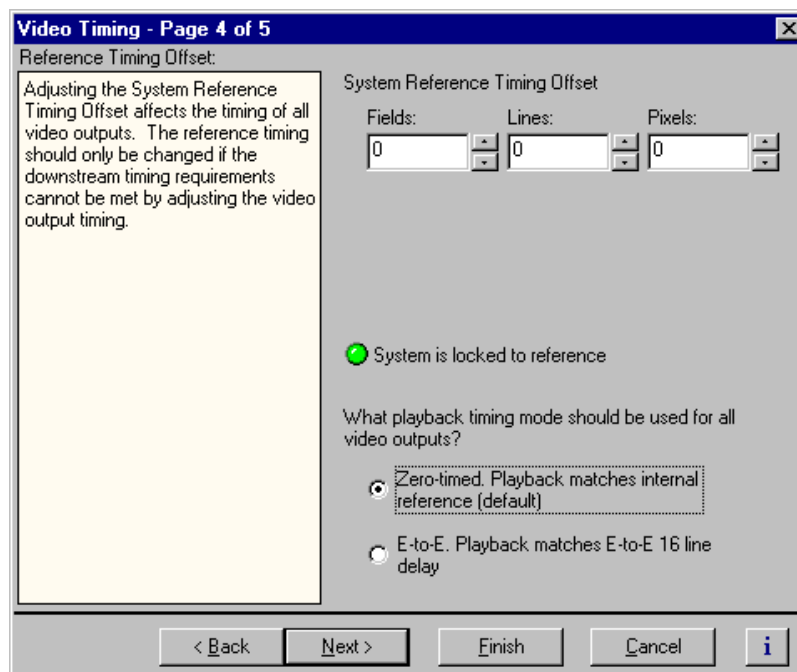 Video Timing - Page 4 of 5
Reference Timing Offset:
Adjusting the System Reference
Timing Offset affects the timing of all
video outputs.  The reference timing
should only be changed if the
downstream timing requirements
cannot be met by adjusting the video
output timing.
System Reference Timing Offset
Fields:
Lines:
Pixels:
0
0
0
System is locked to reference
What playback timing mode should be used for all
video outputs?
Zero-timed. Playback matches internal
reference (default)
E-to-E. Playback matches E-to-E 16 line
delay
< Back
Next >
Finish
Cancel
i